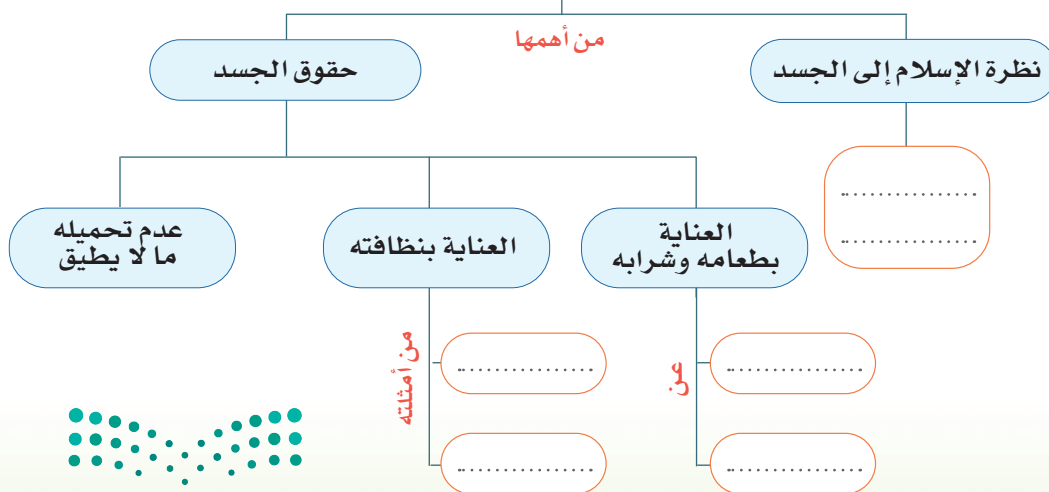 من أهمها
نظرة الإسلام إلى الجسد
................
................
حقوق الجسد
العناية
بطعامه وشرابه
عن
................
................
العناية بنظافته
من أمثلته
................
................
عدم تحميله
ما لا يطيق